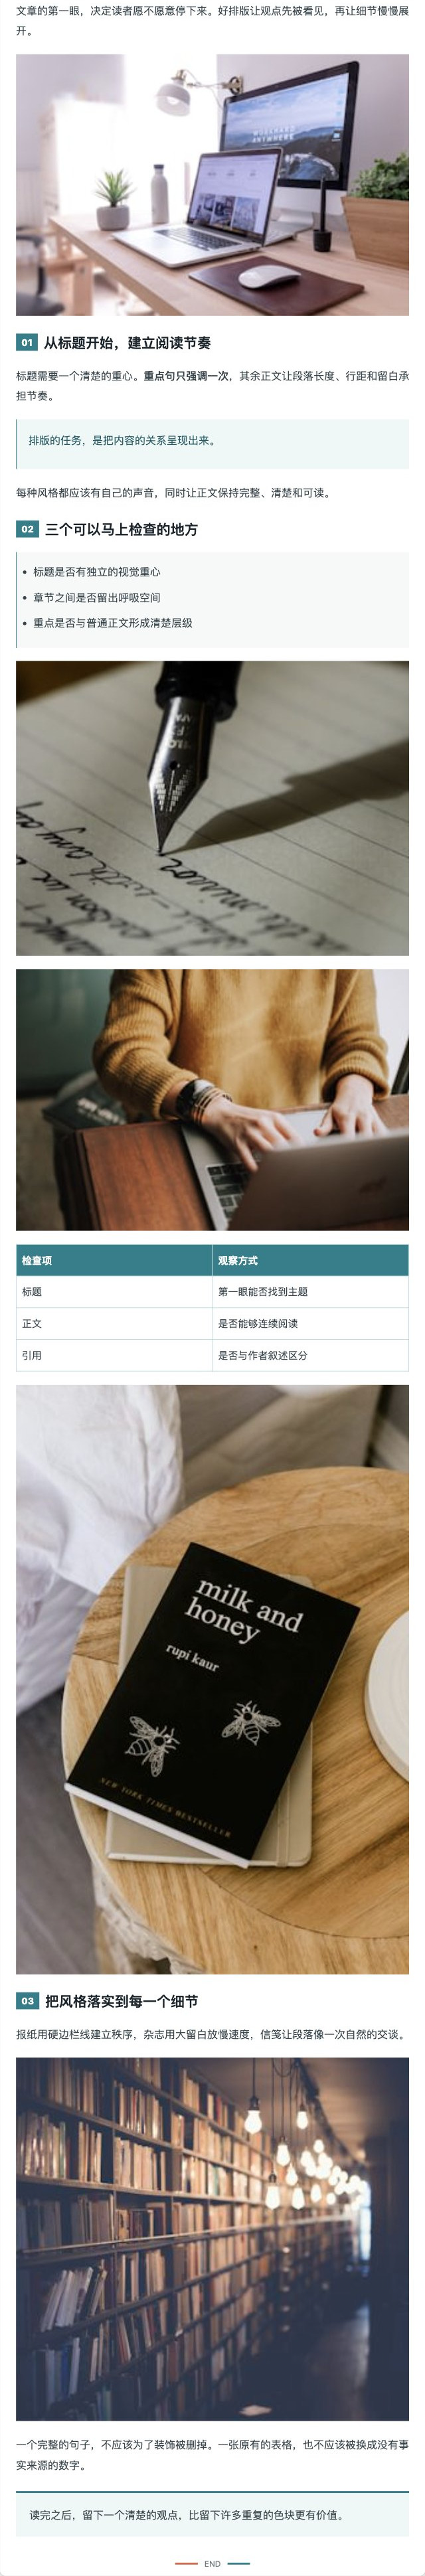 文章的第一眼，决定读者愿不愿意停下来。好排版让观点先被看见，再让细节慢慢展
开。
01 从标题开始，建立阅读节奏
标题需要一个清楚的重心。重点句只强调一次，其余正文让段落长度、行距和留白承
担节奏。
排版的任务，是把内容的关系呈现出来。
每种风格都应该有自己的声音，同时让正文保持完整、清楚和可读。
02 三个可以马上检查的地方
• 标题是否有独立的视觉重心
• 章节之间是否留出呼吸空间
• 重点是否与普通正文形成清楚层级
检查项 观察方式
标题 第一眼能否找到主题
正文 是否能够连续阅读
引用 是否与作者叙述区分
milk and
honey
rupi kaur
NEW YORK TIMES BESTSELLER
03 把风格落实到每一个细节
报纸用硬边栏线建立秩序，杂志用大留白放慢速度，信笺让段落像一次自然的交谈。
一个完整的句子，不应该为了装饰被删掉。一张原有的表格，也不应该被换成没有事
实来源的数字。
读完之后，留下一个清楚的观点，比留下许多重复的色块更有价值。
END